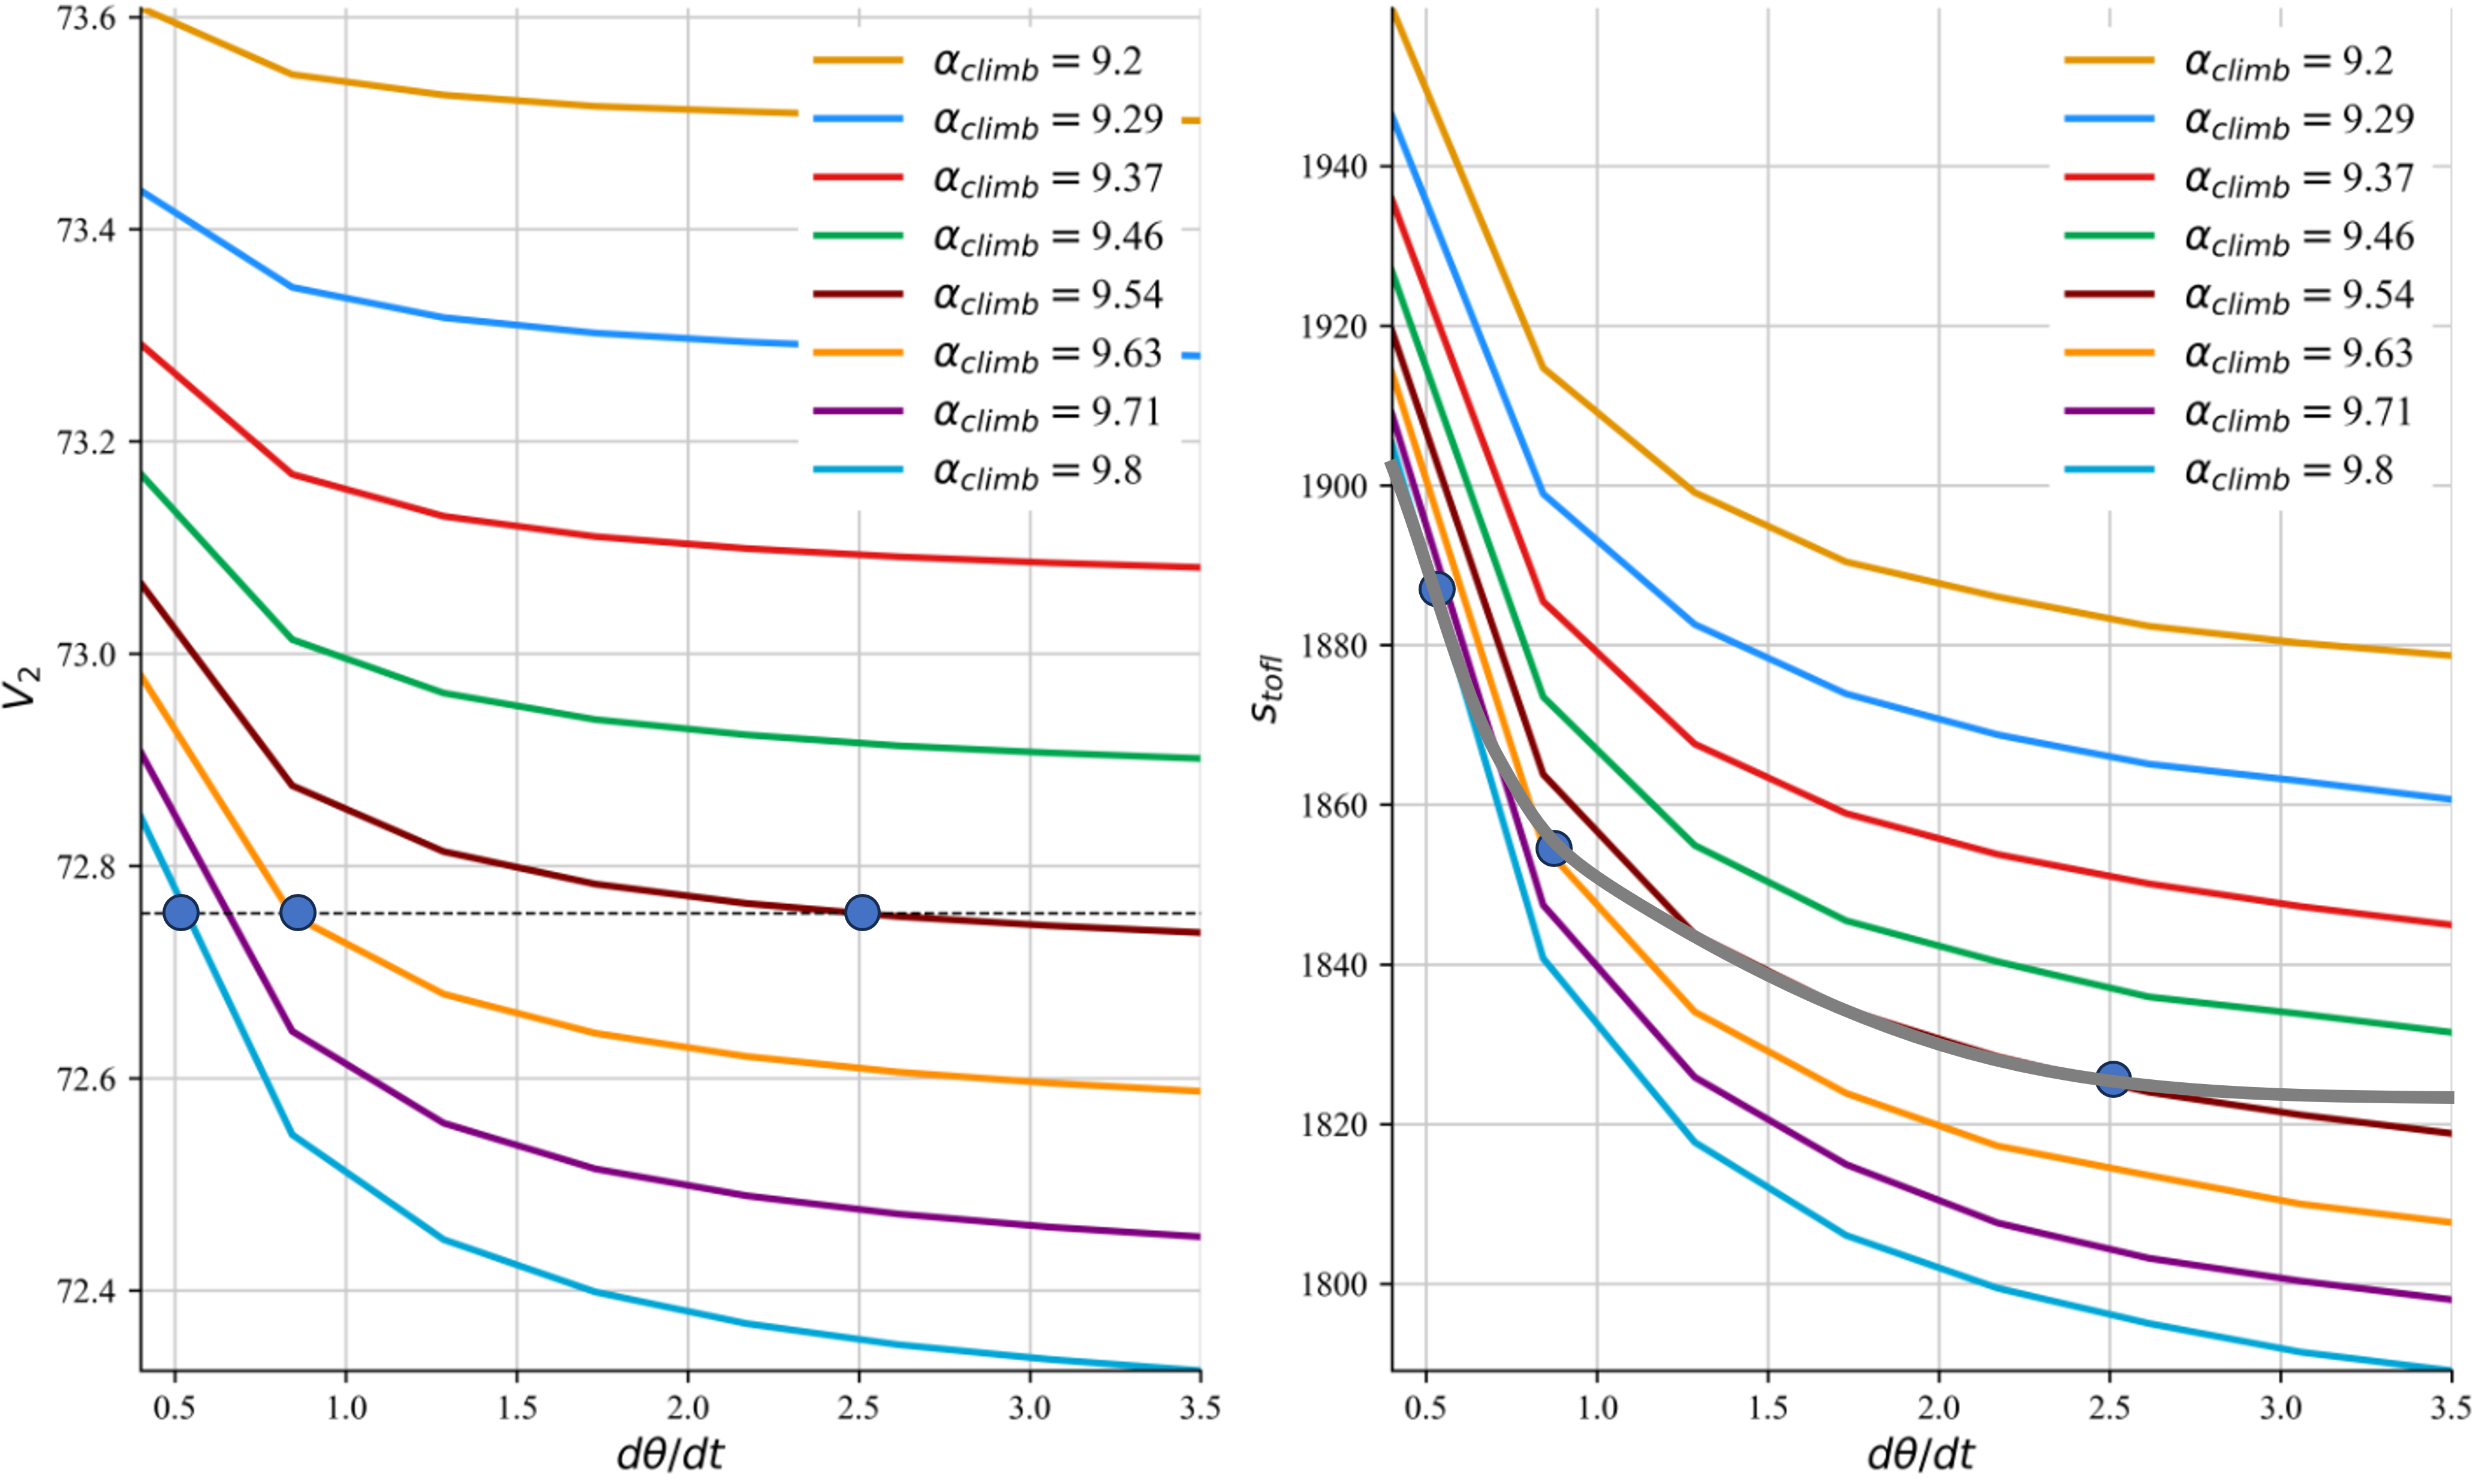 73.6
73.4
73.2
73.0
72.8
72.6
72.4
V2
0.5 1.0 1.5 2.0 2.5 3.0 3.5
dθ/dt
αclimb = 9.2
αclimb = 9.29
αclimb = 9.37
αclimb = 9.46
αclimb = 9.54
αclimb = 9.63
αclimb = 9.71
αclimb = 9.8
1940
1920
1900
1880
1860
1840
1820
1800
stofl
0.5 1.0 1.5 2.0 2.5 3.0 3.5
dθ/dt
αclimb = 9.2
αclimb = 9.29
αclimb = 9.37
αclimb = 9.46
αclimb = 9.54
αclimb = 9.63
αclimb = 9.71
αclimb = 9.8